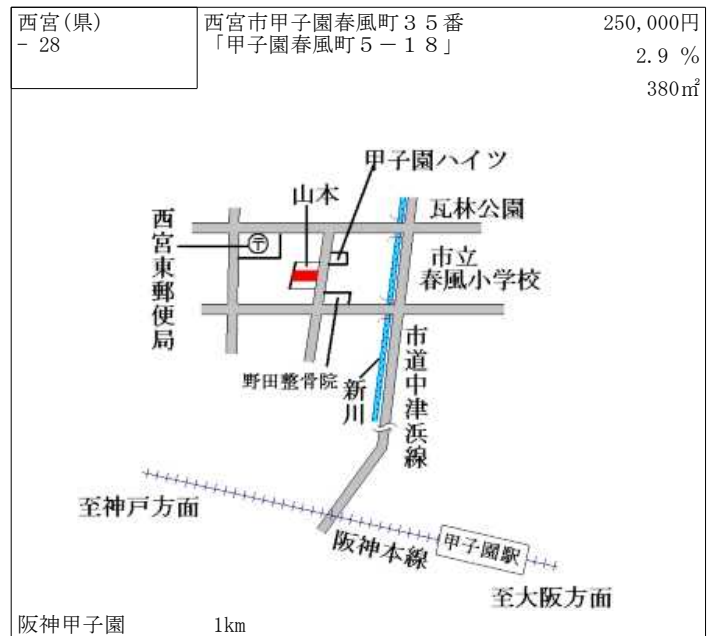 西宮(県)
- 28
西宮市甲子園春風町３５番
「甲子園春風町５－１８」
250,000円
2.9 %
380㎡
甲子園ハイツ
山本
瓦林公園
西宮東郵便局
〒
市立
春風小学校
野田整骨院
新川
市道中津浜線
至神戸方面
阪神本線
甲子園駅
至大阪方面
阪神甲子園
1km